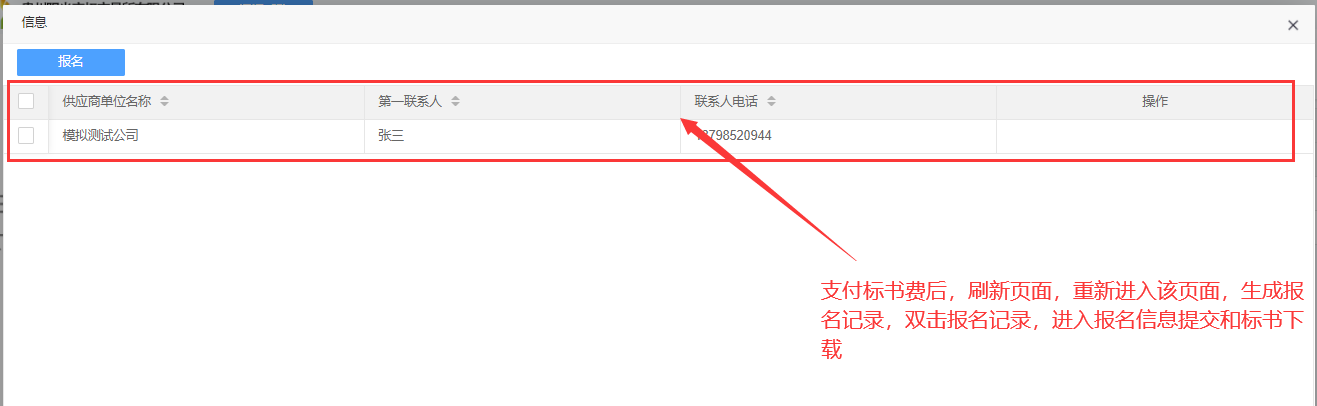 信息
报名
供应商单位名称
第一联系人
联系人电话
操作
模拟测试公司
张三
798520944
支付标书费后，刷新页面，重新进入该页面，生成报
名记录，双击报名记录，进入报名信息提交和标书下
载